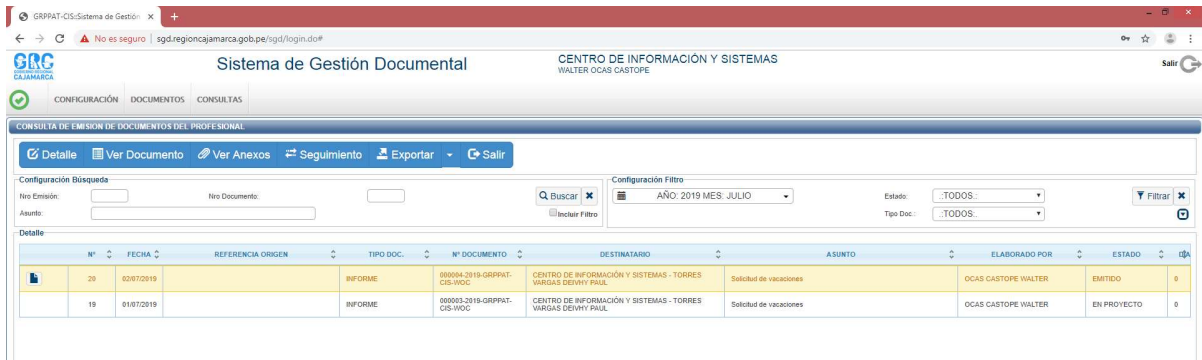 GRPPAT-CIS::Sistema de Gestión
No es seguro | sgd.regioncajamarca.gob.pe/sgd/login.do#
GRC
GOBIERNO REGIONAL
CAJAMARCA
Sistema de Gestión Documental
CENTRO DE INFORMACIÓN Y SISTEMAS
WALTER OCAS CASTOPE
Salir
CONFIGURACIÓN DOCUMENTOS CONSULTAS
CONSULTA DE EMISION DE DOCUMENTOS DEL PROFESIONAL
Detalle Ver Documento Ver Anexos Seguimiento Exportar Salir
Configuración Búsqueda
Nro Emisión: Nro Documento: Buscar
Asunto: Incluir Filtro
Configuración Filtro
AÑO: 2019 MES: JULIO Estado: .:TODOS:. Filtrar
Tipo Doc.: .:TODOS:.
Detalle
Nº FECHA REFERENCIA ORIGEN TIPO DOC. Nº DOCUMENTO DESTINATARIO ASUNTO ELABORADO POR ESTADO
20 02/07/2019 INFORME 000004-2019-GRPPAT-CIS-WOC CENTRO DE INFORMACIÓN Y SISTEMAS - TORRES VARGAS DEIVHY PAUL Solicitud de vacaciones OCAS CASTOPE WALTER EMITIDO 0
19 01/07/2019 INFORME 000003-2019-GRPPAT-CIS-WOC CENTRO DE INFORMACIÓN Y SISTEMAS - TORRES VARGAS DEIVHY PAUL Solicitud de vacaciones OCAS CASTOPE WALTER EN PROYECTO 0